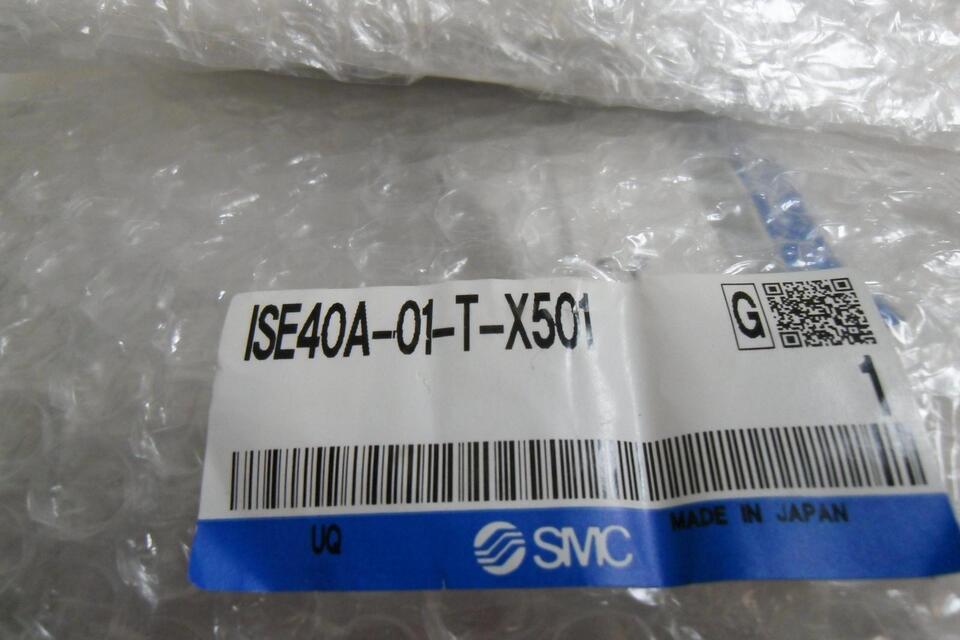 ISE40A-01-T-X501
G
1
UQ
SMC
MADE IN JAPAN